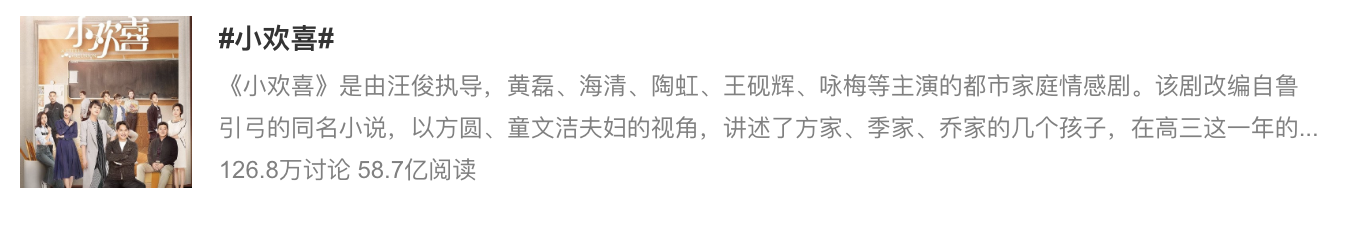 小欢喜
#小欢喜#
《小欢喜》是由汪俊执导，黄磊、海清、陶虹、王砚辉、咏梅等主演的都市家庭情感剧。该剧改编自鲁
引弓的同名小说，以方圆、童文洁夫妇的视角，讲述了方家、季家、乔家的几个孩子，在高三这一年的...
126.8万讨论 58.7亿阅读